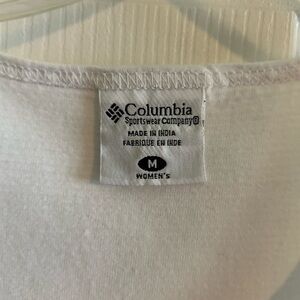 Columbia
Sportswear Company®
MADE IN INDIA
FABRIQUE EN INDE
M
WOMEN'S